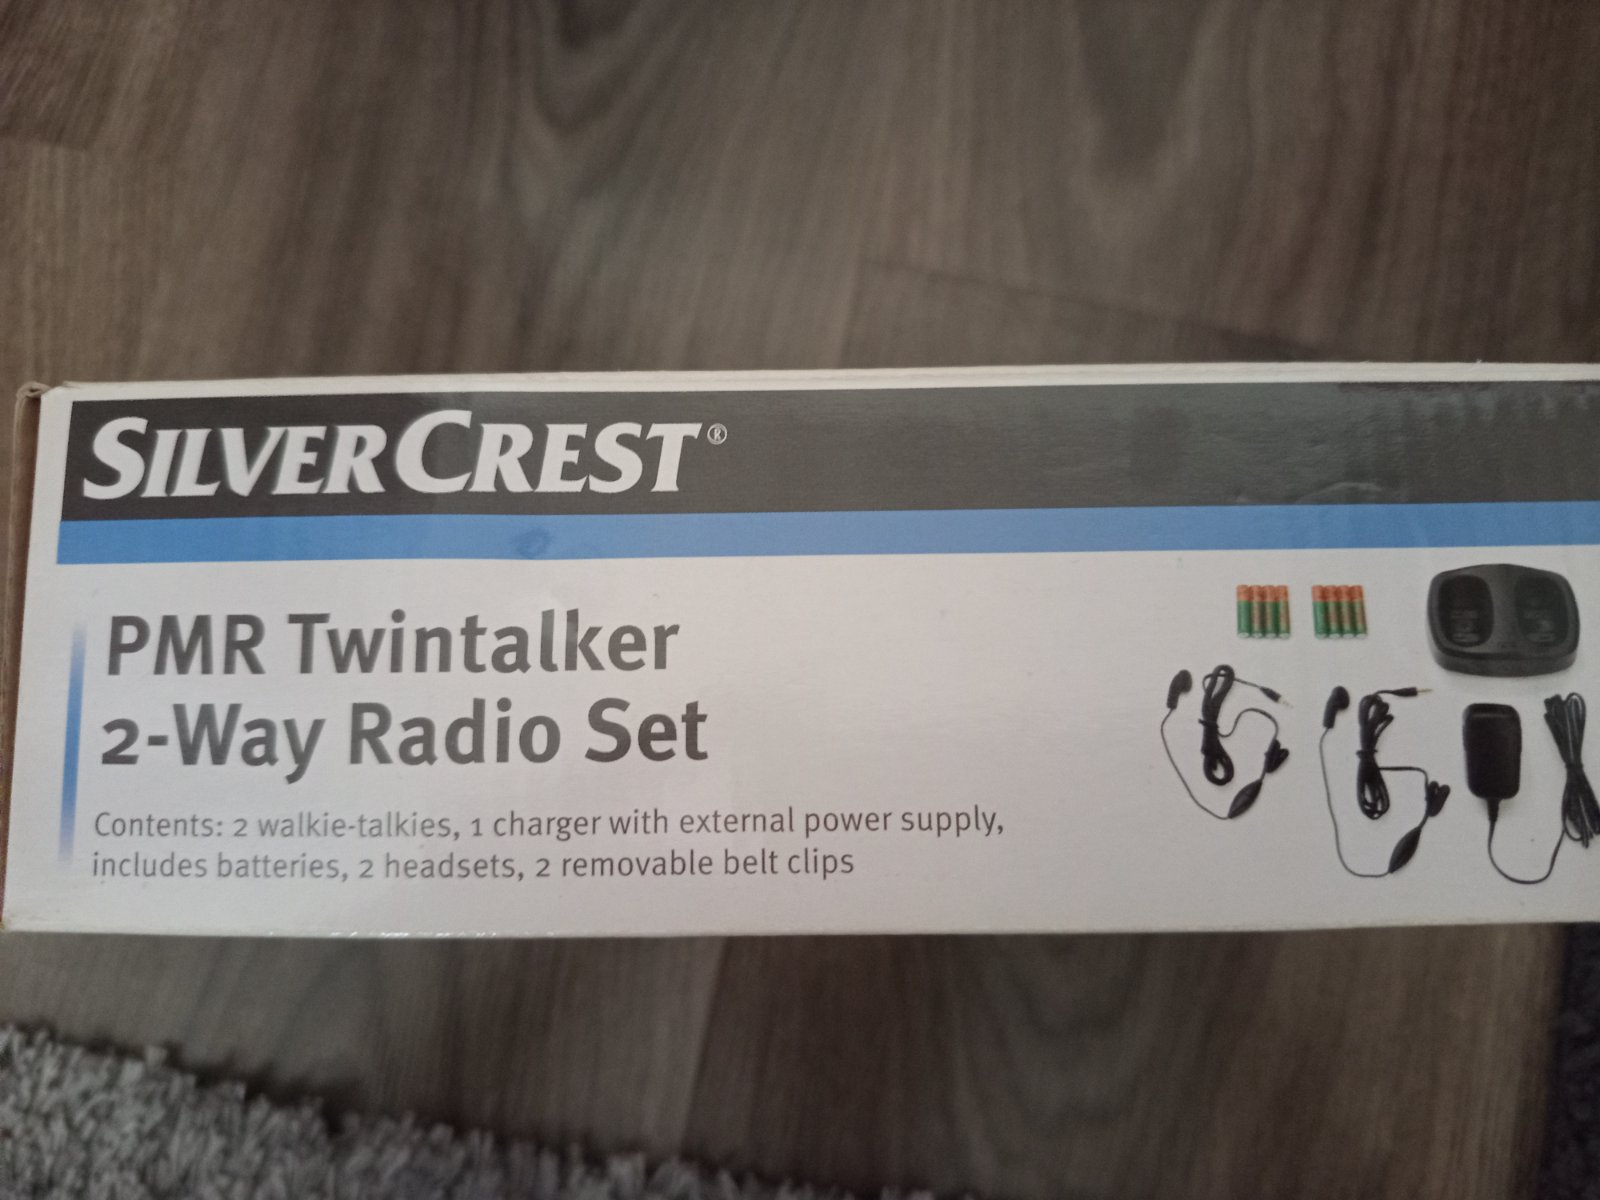 SILVERCREST®
PMR Twintalker
2-Way Radio Set
Contents: 2 walkie-talkies, 1 charger with external power supply,
includes batteries, 2 headsets, 2 removable belt clips